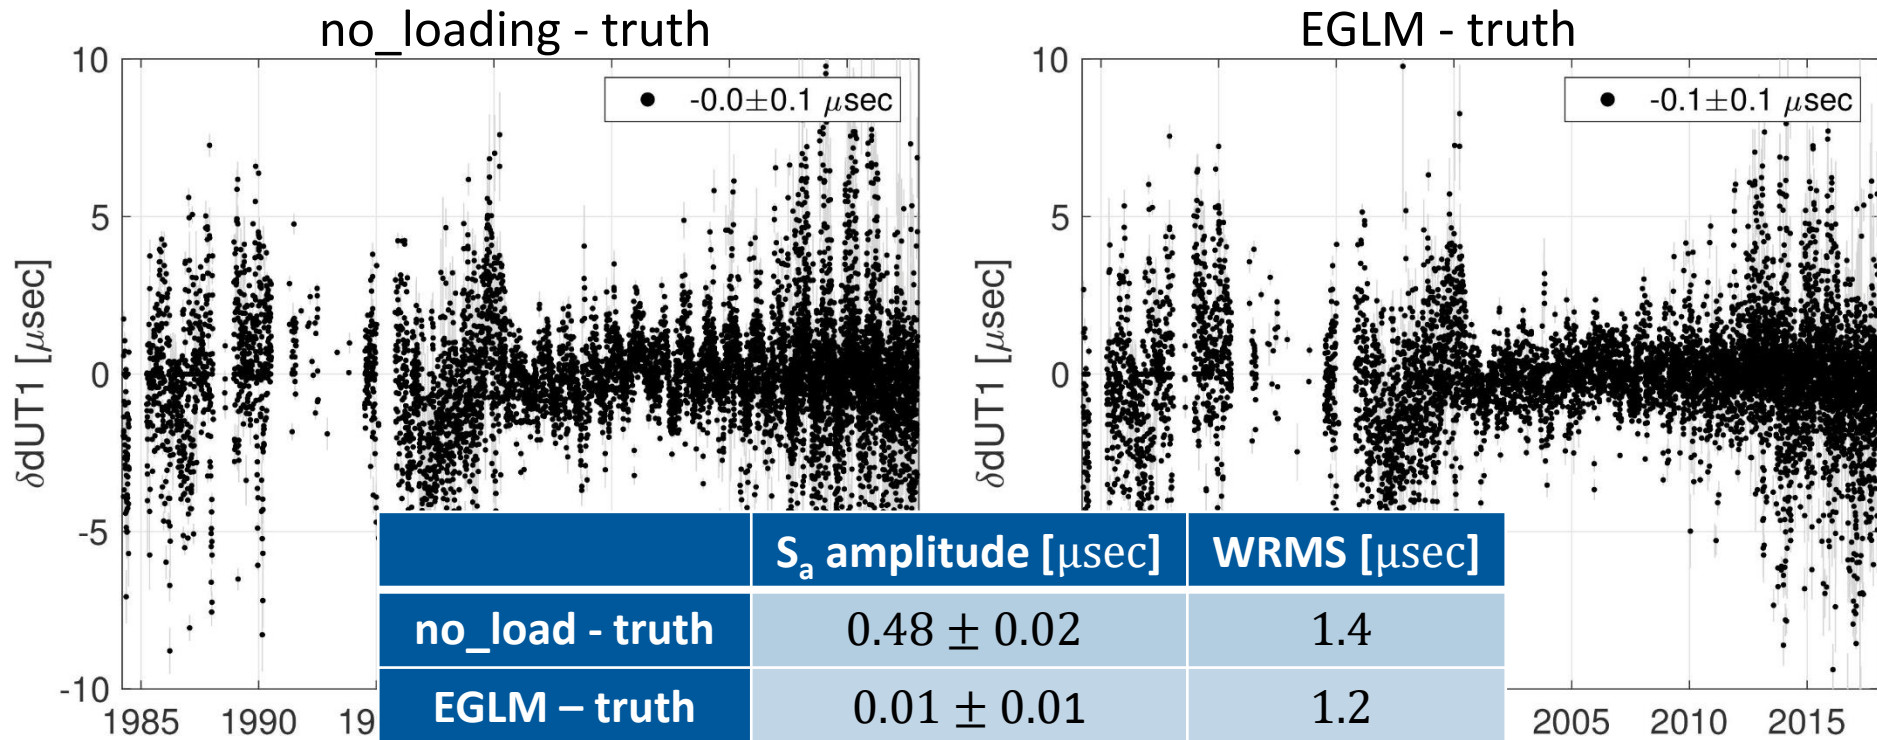 no_loading - truth
EGLM - truth
10
5
0
-5
-10
δdUT1 [μsec]
-0.0±0.1 μsec
1985 1990 19
10
5
0
δdUT1 [μsec]
-0.1±0.1 μsec
2005 2010 2015
Sa amplitude [μsec] WRMS [μsec]
no_load - truth 0.48 ± 0.02 1.4
EGLM – truth 0.01 ± 0.01 1.2